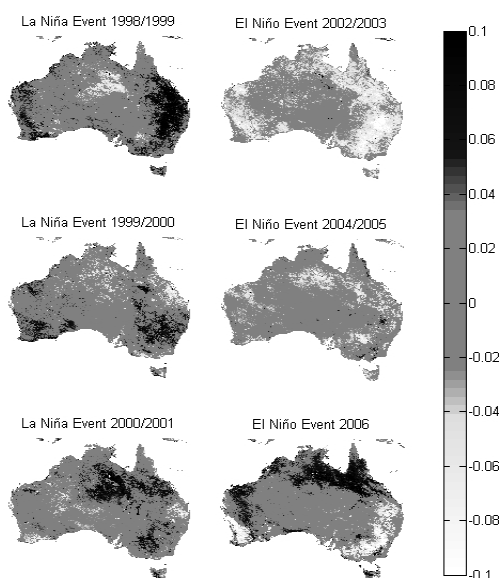 La Niña Event 1998/1999
El Niño Event 2002/2003
La Niña Event 1999/2000
El Niño Event 2004/2005
La Niña Event 2000/2001
El Niño Event 2006
0.1
0.08
0.06
0.04
0.02
0
-0.02
-0.04
-0.06
-0.08
-0.1